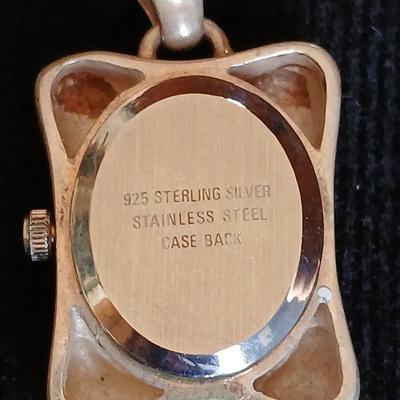 925 STERLING SILVER
STAINLESS STEEL
CASE BACK